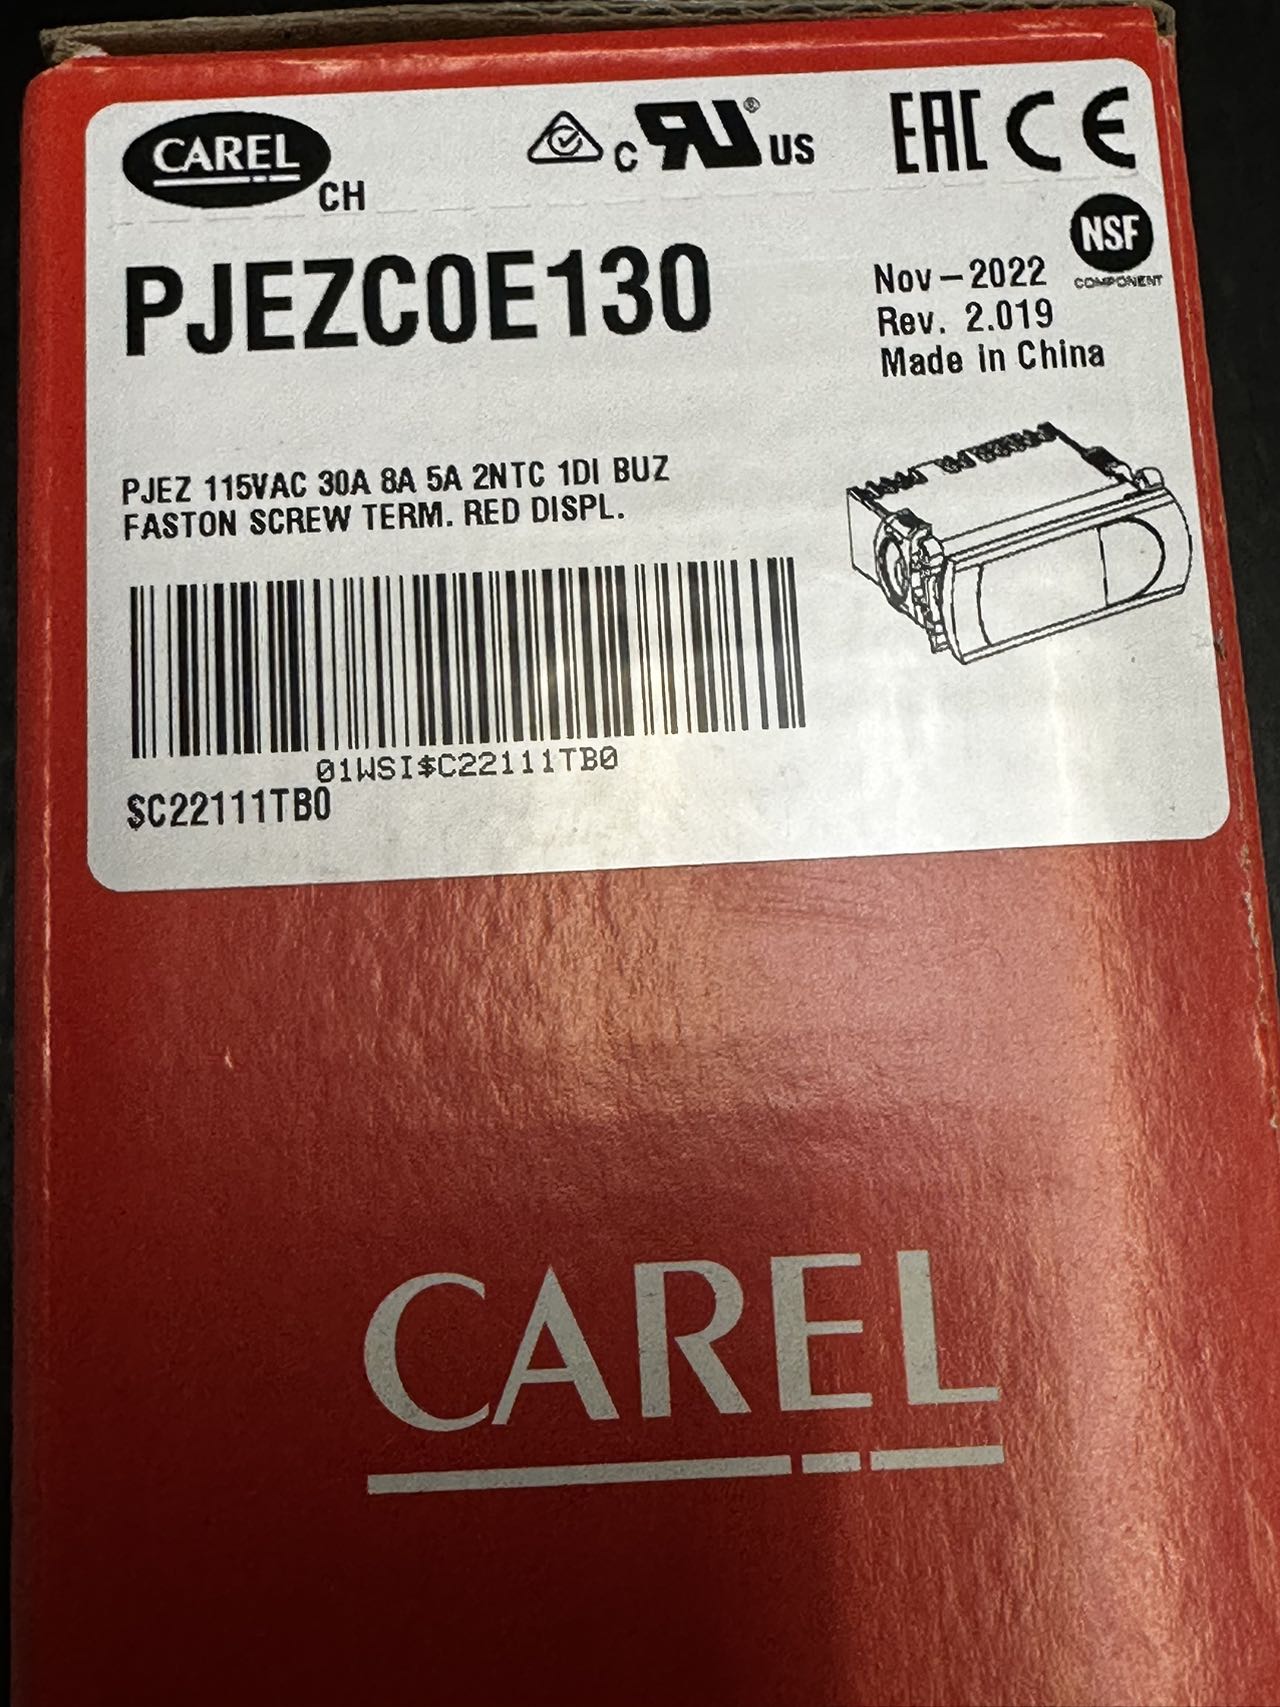 CAREL
CH
c RU ® US
EAC CE
NSF
COMPONENT
PJEZC0E130
Nov-2022
Rev. 2.019
Made in China
PJEZ 115VAC 30A 8A 5A 2NTC 1DI BUZ
FASTON SCREW TERM. RED DISPL.
01WSI$C22111TB0
$C22111TB0
CAREL